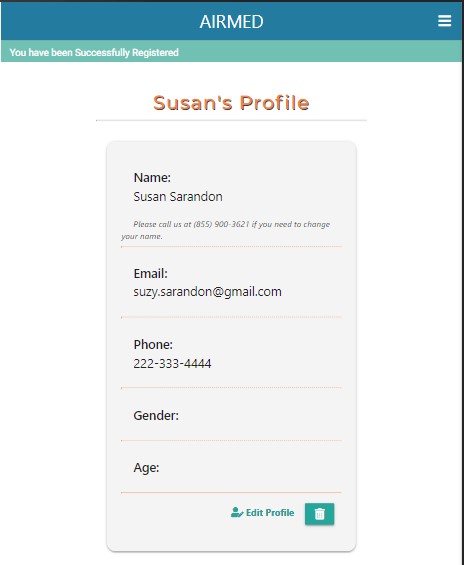 AIRMED
You have been Successfully Registered
Susan's Profile
Name:
Susan Sarandon
Please call us at (855) 900-3621 if you need to change
your name.
Email:
suzy.sarandon@gmail.com
Phone:
222-333-4444
Gender:
Age:
Edit Profile